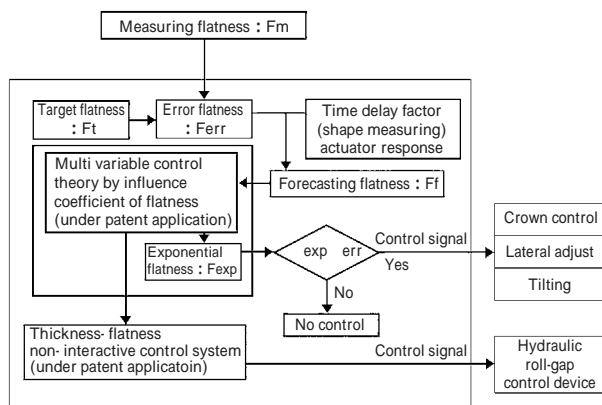 Measuring flatness : Fm
Target flatness
: Ft
Error flatness
: Ferr
Time delay factor
(shape measuring)
actuator response
Multi variable control
theory by influence
coefficient of flatness
(under patent application)
Forecasting flatness : Ff
Exponential
flatness : Fexp
exp err
Control signal
Yes
No
No control
Crown control
Lateral adjust
Tilting
Thickness- flatness
non- interactive control system
(under patent applicatoin)
Control signal
Hydraulic
roll-gap
control device